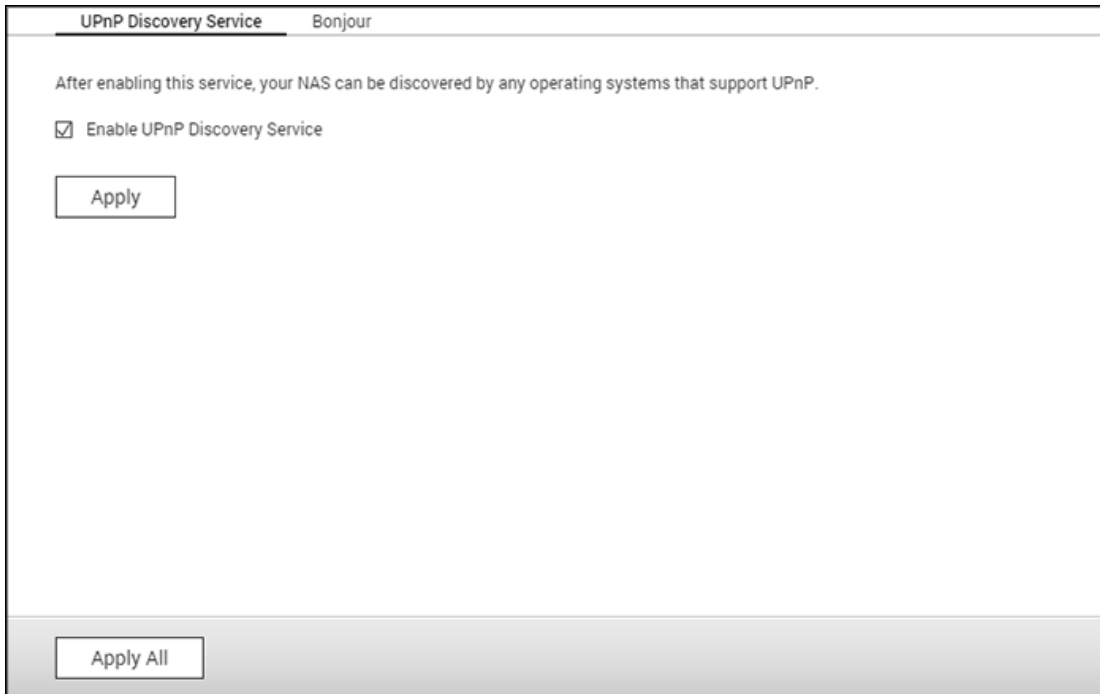 UPnP Discovery Service Bonjour
After enabling this service, your NAS can be discovered by any operating systems that support UPnP.
Enable UPnP Discovery Service
Apply
Apply All